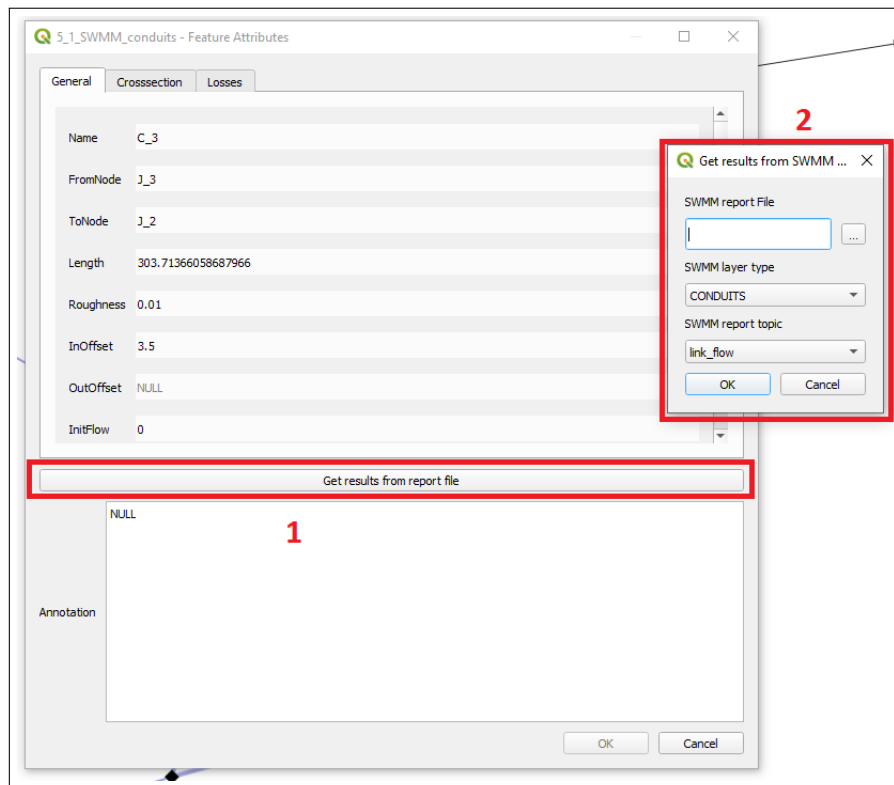 5_1_SWMM_conduits - Feature Attributes
General Crosssection Losses
Name C_3
FromNode J_3
ToNode J_2
Length 303.71366058687966
Roughness 0.01
InOffset 3.5
OutOffset NULL
InitFlow 0
Get results from report file
1
NULL
Annotation
OK Cancel
2
Get results from SWMM ...
SWMM report File
...
SWMM layer type
CONDUITS
SWMM report topic
link_flow
OK Cancel